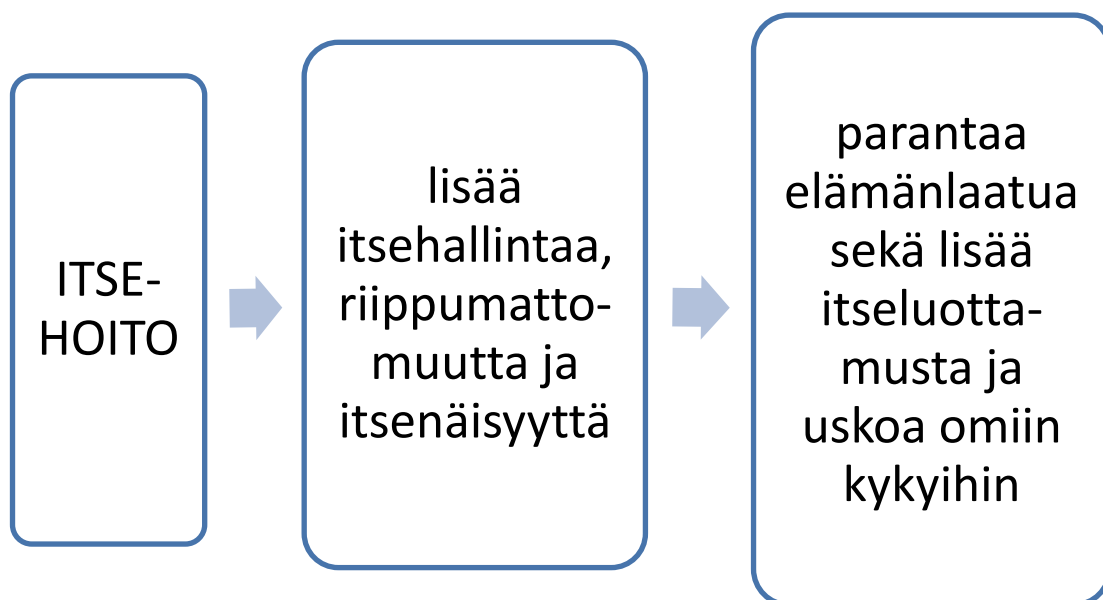 ITSE-
HOITO
lisää
itsehallintaa,
riippumatto-
muutta ja
itsenäisyyttä
parantaa
elämänlaatua
sekä lisää
itseluotta-
musta ja
uskoa omiin
kykyihin